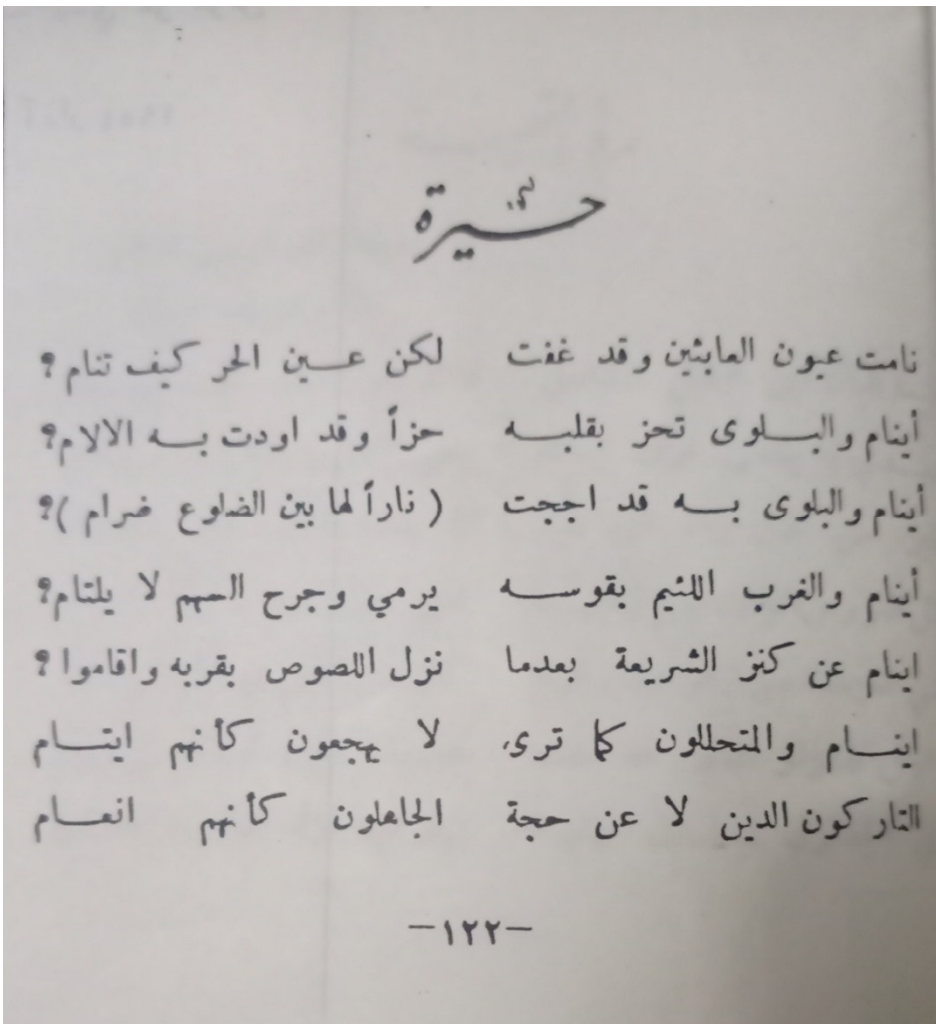 حيرة
نامت عيون العابثين وقد غفت لكن عين الحر كيف تنام ؟
أينام والبلوى تحز بقلبه حزاً وقد اودت به الالام؟
أينام والبلوى به قد اججت ( ناراً لها بين الضلوع ضرام )؟
أينام والغرب اللئيم بقوسه يرمي وجرح السهم لا يلتام؟
اينام عن كنز الشريعة بعدما نزل اللصوص بقربه واقاموا ؟
اينام والمتحللون كما ترى لا يهجعون كأنهم ايتام
التاركون الدين لا عن حجة الجاهلون كأنهم انعام
-١٢٢-